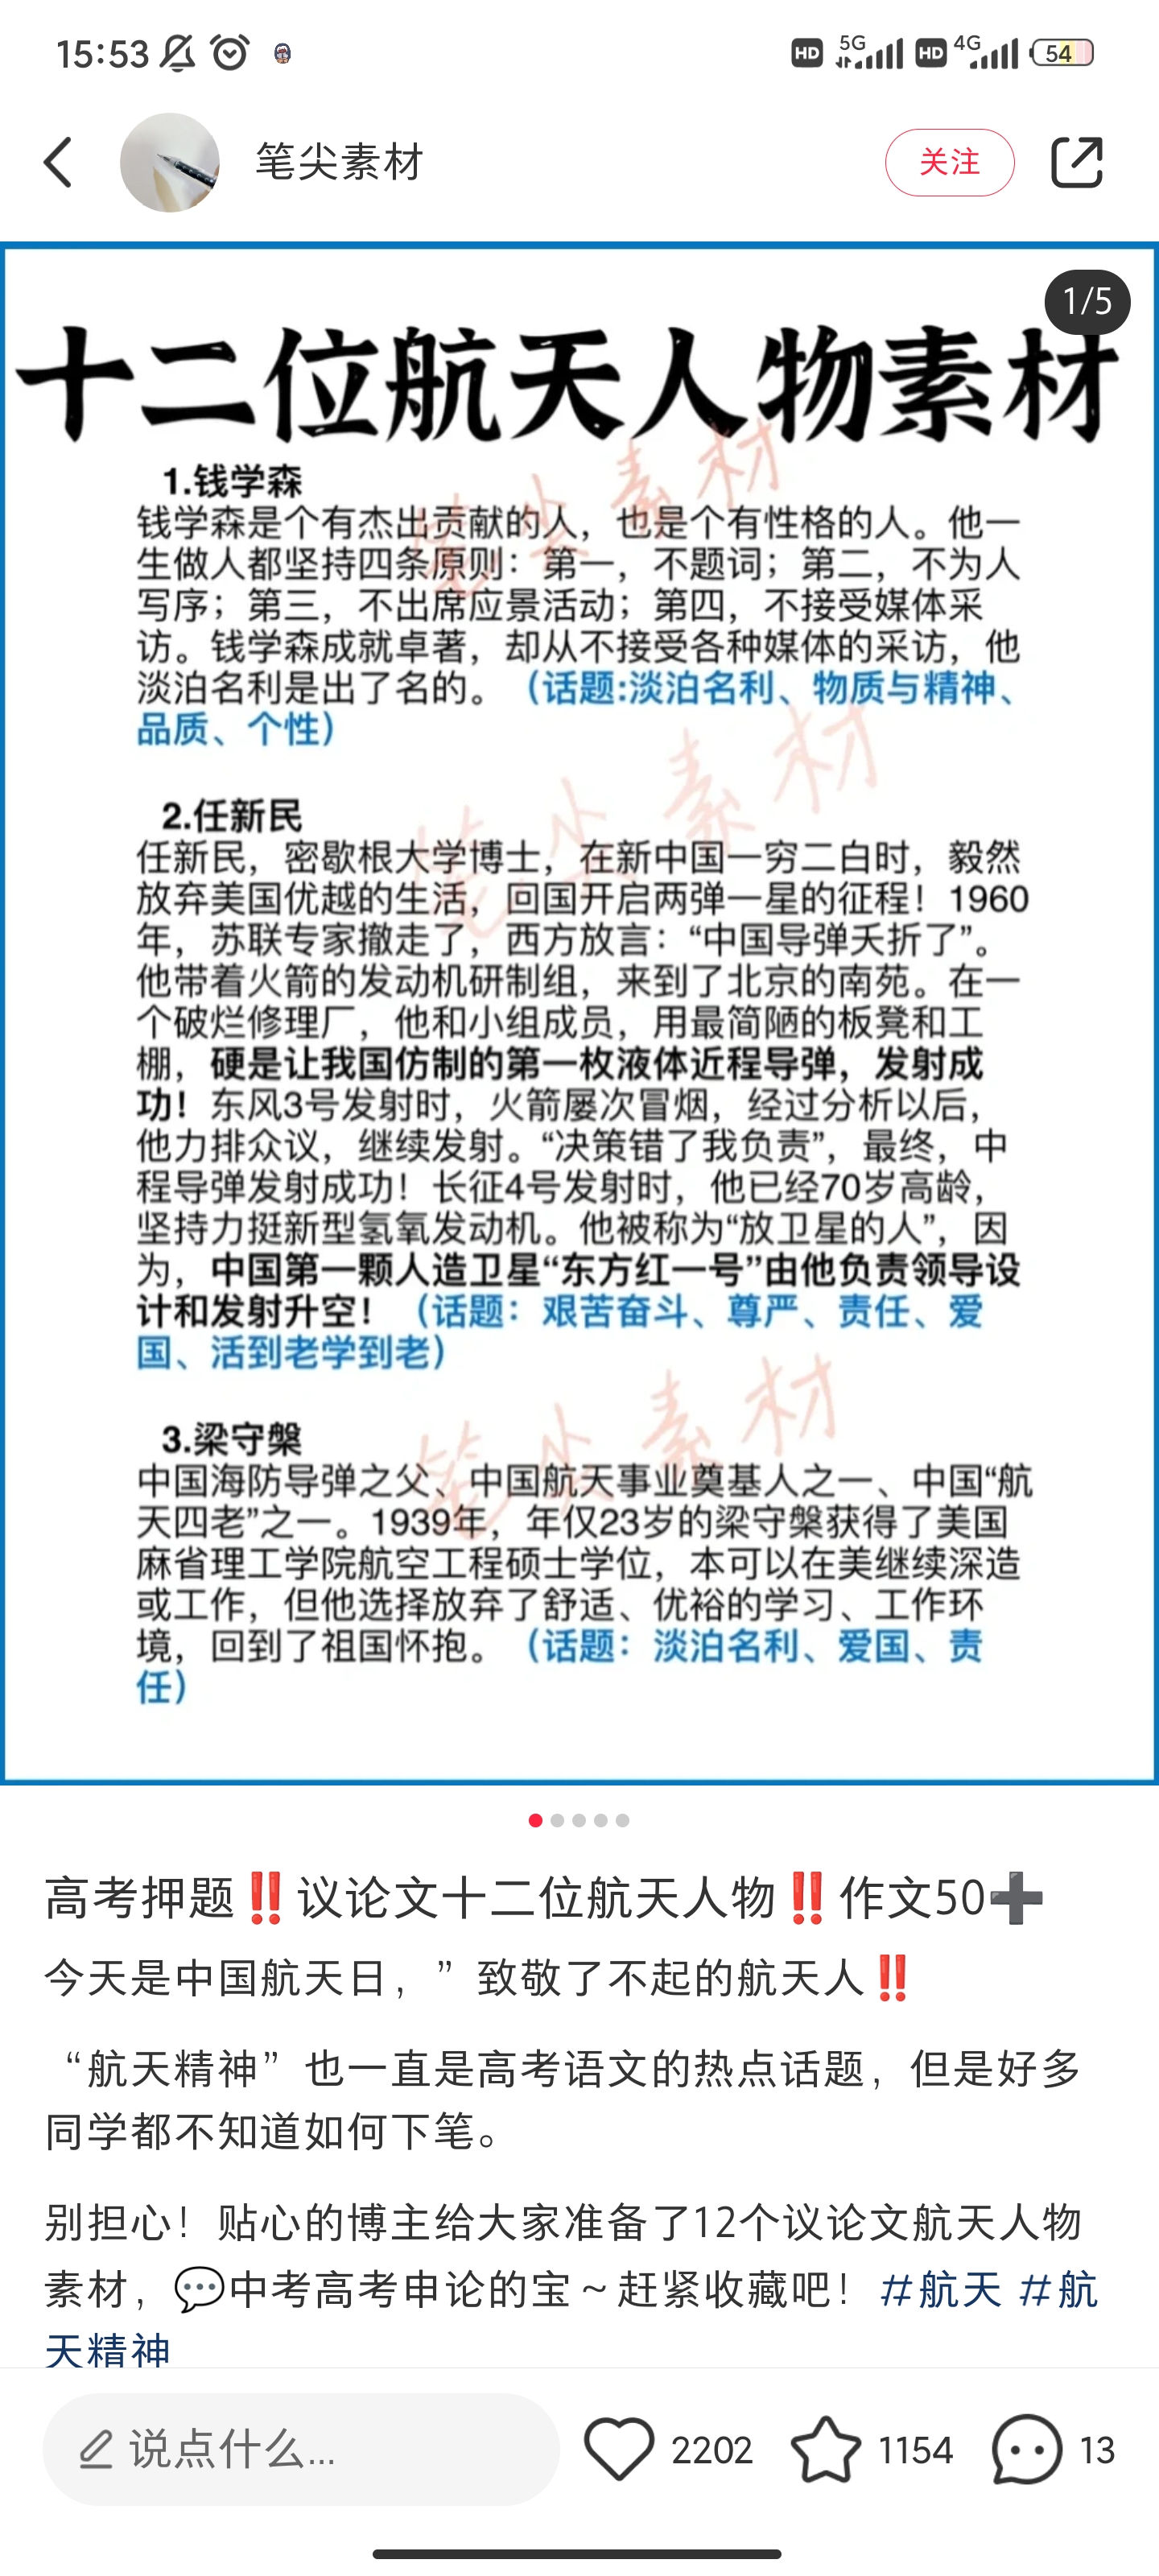 15:53
HD 5G HD 4G 54
笔尖素材
关注
1/5
十二位航天人物素材
1.钱学森
钱学森是个有杰出贡献的人，也是个有性格的人。他一
生做人都坚持四条原则：第一，不题词；第二，不为人
写序；第三，不出席应景活动；第四，不接受媒体采
访。钱学森成就卓著，却从不接受各种媒体的采访，他
淡泊名利是出了名的。（话题:淡泊名利、物质与精神、
品质、个性）
2.任新民
任新民，密歇根大学博士，在新中国一穷二白时，毅然
放弃美国优越的生活，回国开启两弹一星的征程！1960
年，苏联专家撤走了，西方放言：“中国导弹夭折了”。
他带着火箭的发动机研制组，来到了北京的南苑。在一
个破烂修理厂，他和小组成员，用最简陋的板凳和工
棚，硬是让我国仿制的第一枚液体近程导弹，发射成
功！东风3号发射时，火箭屡次冒烟，经过分析以后，
他力排众议，继续发射。“决策错了我负责”，最终，中
程导弹发射成功！长征4号发射时，他已经70岁高龄，
坚持力挺新型氢氧发动机。他被称为“放卫星的人”，因
为，中国第一颗人造卫星“东方红一号”由他负责领导设
计和发射升空！（话题：艰苦奋斗、尊严、责任、爱
国、活到老学到老）
3.梁守槃
中国海防导弹之父、中国航天事业奠基人之一、中国“航
天四老”之一。1939年，年仅23岁的梁守槃获得了美国
麻省理工学院航空工程硕士学位，本可以在美继续深造
或工作，但他选择放弃了舒适、优裕的学习、工作环
境，回到了祖国怀抱。（话题：淡泊名利、爱国、责
任）
笔尖素材
笔尖素材
笔尖素材
高考押题‼️议论文十二位航天人物‼️作文50➕
今天是中国航天日，”致敬了不起的航天人‼️
“航天精神”也一直是高考语文的热点话题，但是好多
同学都不知道如何下笔。
别担心！贴心的博主给大家准备了12个议论文航天人物
素材，💬中考高考申论的宝～赶紧收藏吧！#航天 #航
天精神
说点什么...
2202
1154
13